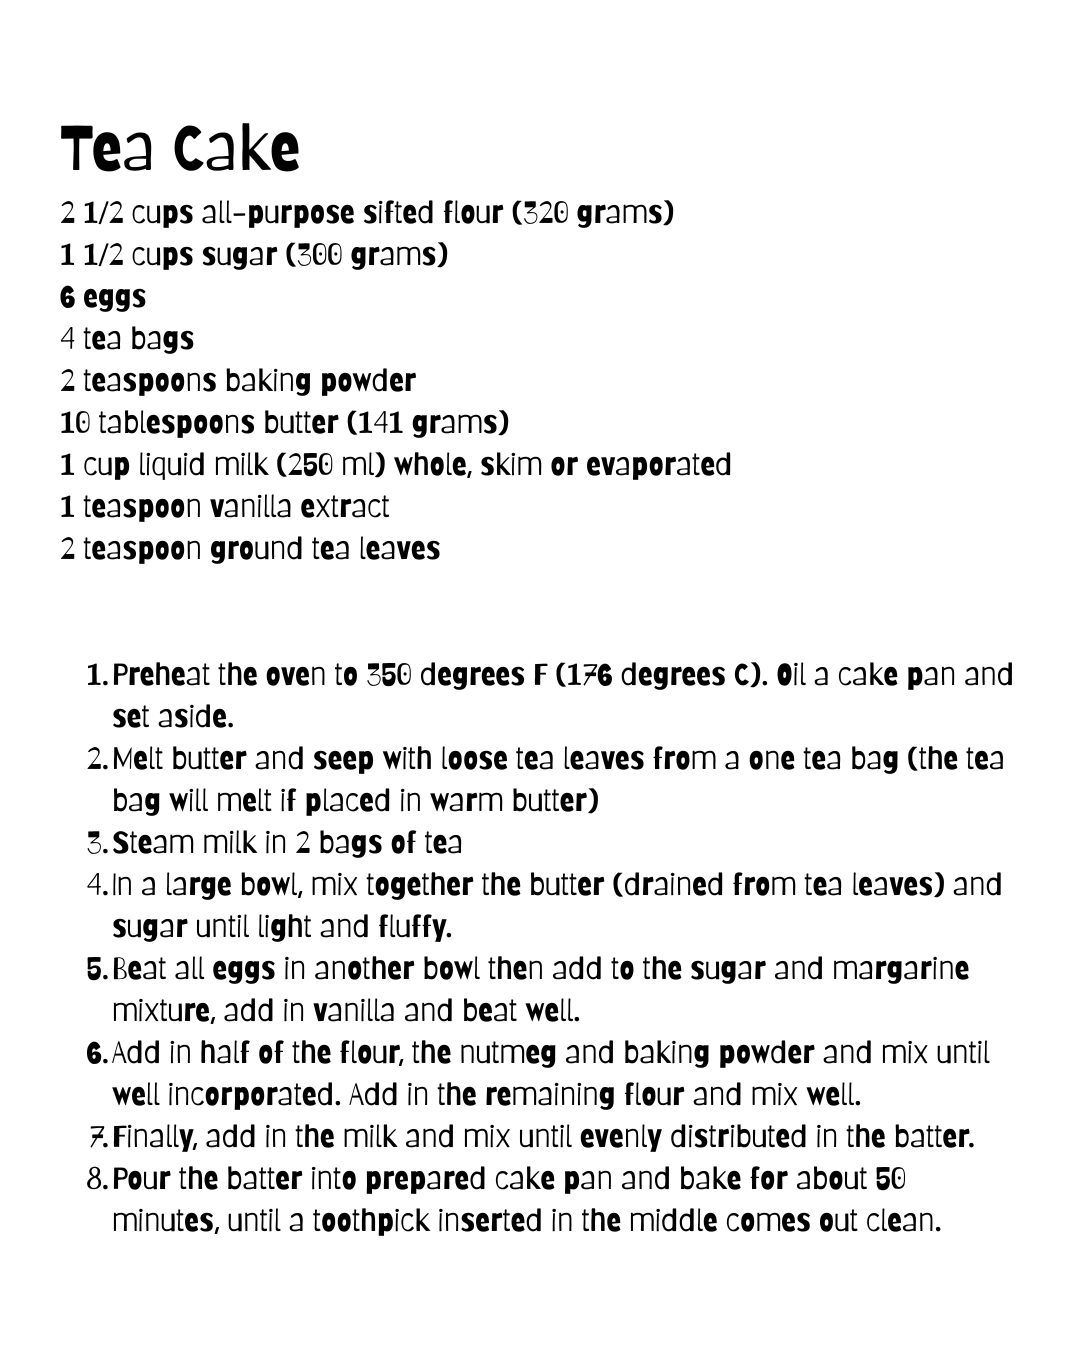 Tea Cake
2 1/2 cups all-purpose sifted flour (320 grams)
1 1/2 cups sugar (300 grams)
6 eggs
4 tea bags
2 teaspoons baking powder
10 tablespoons butter (141 grams)
1 cup liquid milk (250 ml) whole, skim or evaporated
1 teaspoon vanilla extract
2 teaspoon ground tea leaves
1. Preheat the oven to 350 degrees F (176 degrees C). Oil a cake pan and
set aside.
2. Melt butter and seep with loose tea leaves from a one tea bag (the tea
bag will melt if placed in warm butter)
3. Steam milk in 2 bags of tea
4. In a large bowl, mix together the butter (drained from tea leaves) and
sugar until light and fluffy.
5. Beat all eggs in another bowl then add to the sugar and margarine
mixture, add in vanilla and beat well.
6. Add in half of the flour, the nutmeg and baking powder and mix until
well incorporated. Add in the remaining flour and mix well.
7. Finally, add in the milk and mix until evenly distributed in the batter.
8. Pour the batter into prepared cake pan and bake for about 50
minutes, until a toothpick inserted in the middle comes out clean.